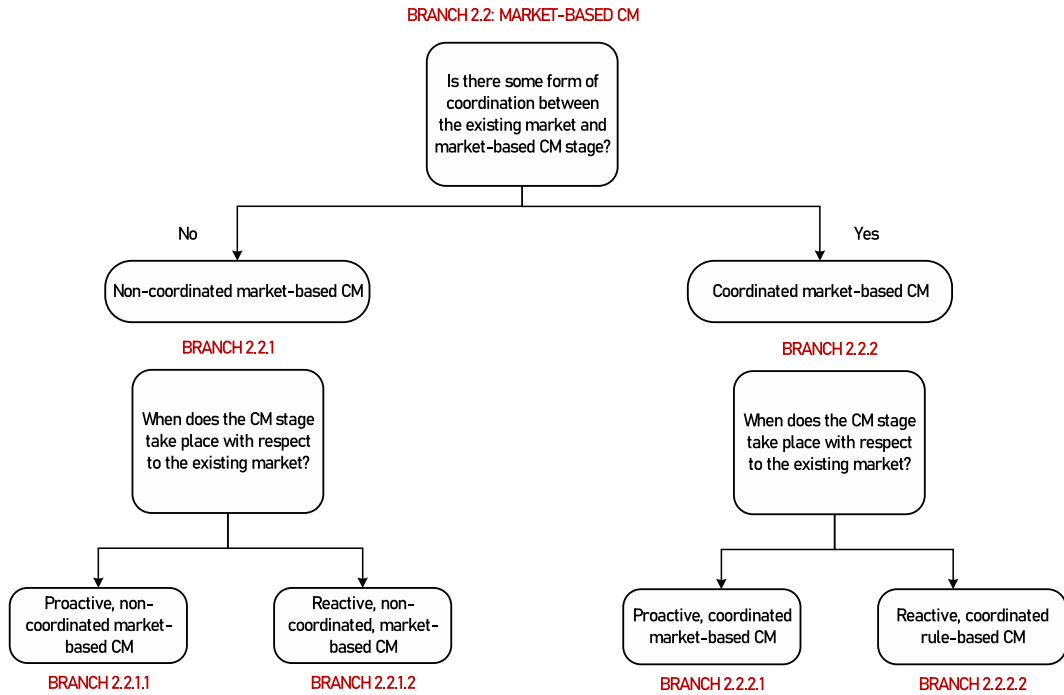 BRANCH 2.2: MARKET-BASED CM
Is there some form of
coordination between
the existing market and
market-based CM stage?
No
Yes
Non-coordinated market-based CM
Coordinated market-based CM
BRANCH 2.2.1
BRANCH 2.2.2
When does the CM stage
take place with respect
to the existing market?
When does the CM stage
take place with respect
to the existing market?
Proactive, non-
coordinated market-
based CM
Reactive, non-
coordinated, market-
based CM
Proactive, coordinated
market-based CM
Reactive, coordinated
rule-based CM
BRANCH 2.2.1.1
BRANCH 2.2.1.2
BRANCH 2.2.2.1
BRANCH 2.2.2.2